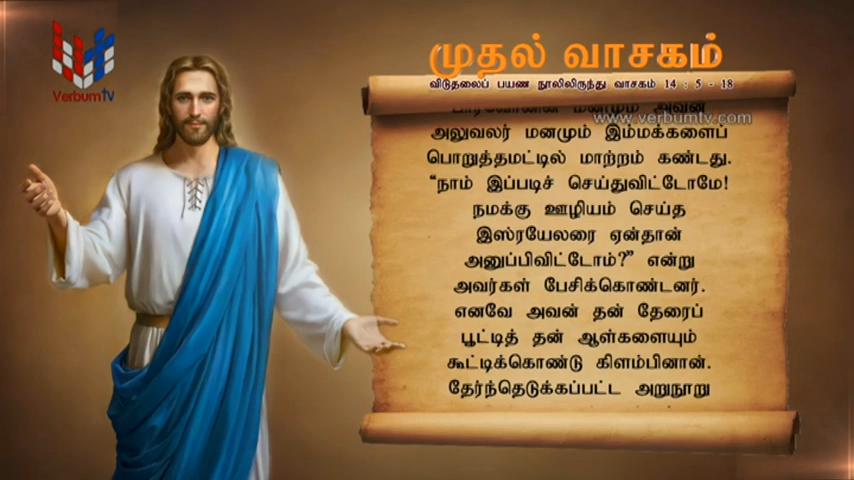 VerbumTV
முதல் வாசகம்
விடுதலைப் பயண நூலிலிருந்து வாசகம் 14 : 5 - 18
மனமும் அவன்
www.verbumtv.com
அலுவலர் மனமும் இம்மக்களைப்
பொறுத்தமட்டில் மாற்றம் கண்டது.
“நாம் இப்படிச் செய்துவிட்டோமே!
நமக்கு ஊழியம் செய்த
இஸ்ரயேலரை ஏன்தான்
அனுப்பிவிட்டோம்?” என்று
அவர்கள் பேசிக்கொண்டனர்.
எனவே அவன் தன் தேரைப்
பூட்டித் தன் ஆள்களையும்
கூட்டிக்கொண்டு கிளம்பினான்.
தேர்ந்தெடுக்கப்பட்ட அறுநூறு